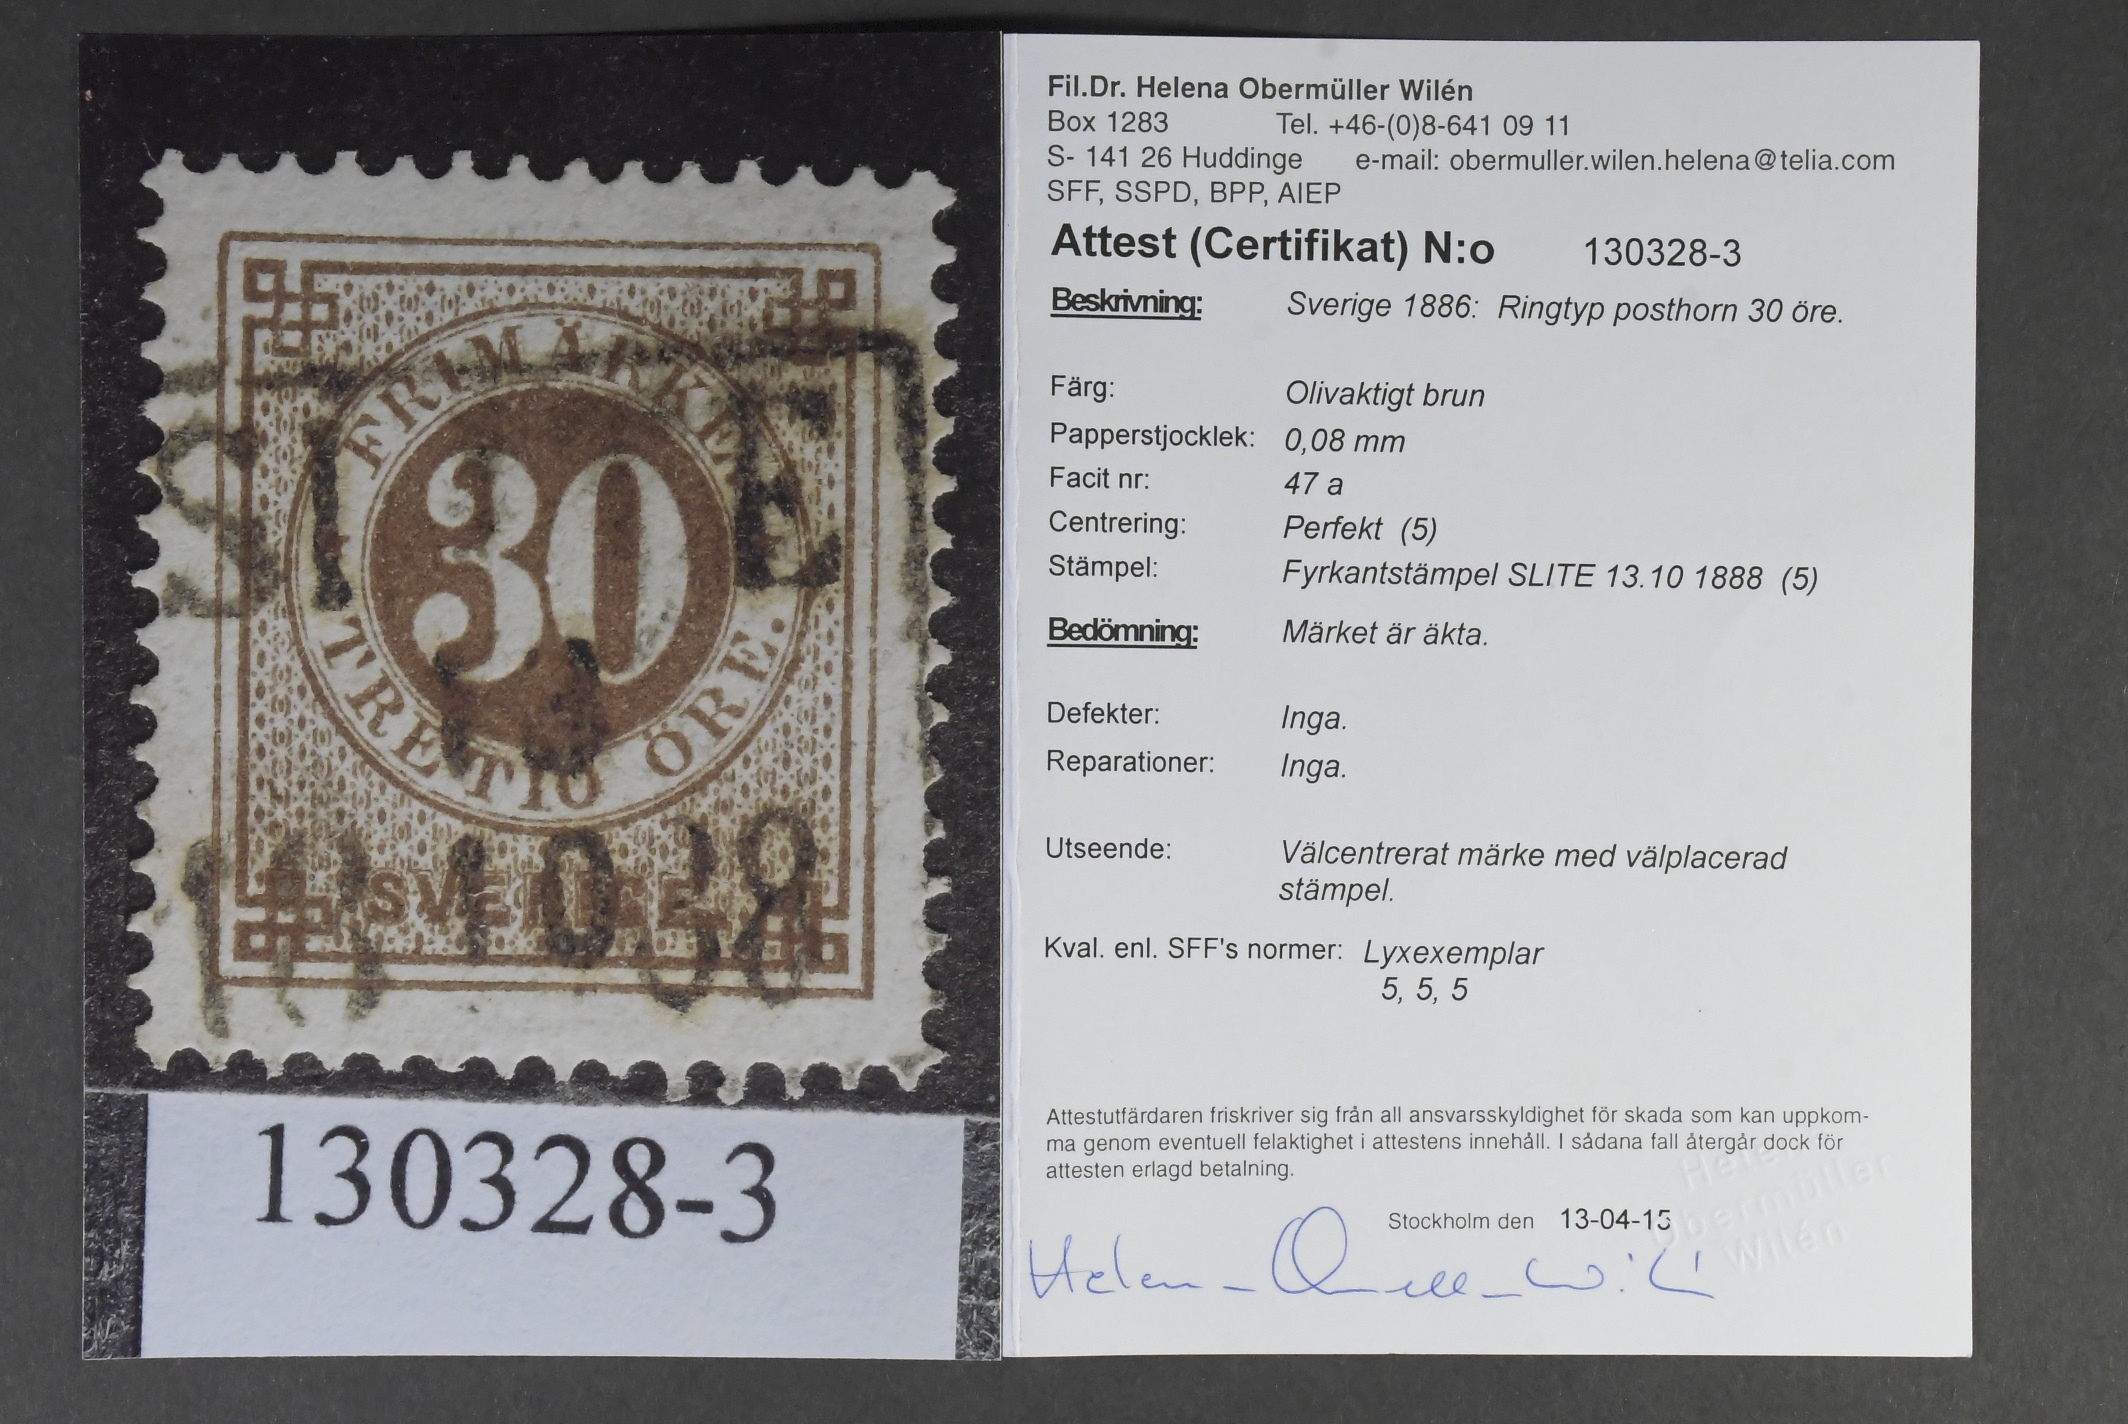 FRIMÄRKE.
30
TRETIO ÖRE.
SVERIGE
130328-3
Fil.Dr. Helena Obermüller Wilén
Box 1283 Tel. +46-(0)8-641 09 11
S- 141 26 Huddinge e-mail: obermuller.wilen.helena@telia.com
SFF, SSPD, BPP, AIEP
Attest (Certifikat) N:o 130328-3
Beskrivning: Sverige 1886: Ringtyp posthorn 30 öre.
Färg: Olivaktigt brun
Papperstjocklek: 0,08 mm
Facit nr: 47 a
Centrering: Perfekt (5)
Stämpel: Fyrkantstämpel SLITE 13.10 1888 (5)
Bedömning: Märket är äkta.
Defekter: Inga.
Reparationer: Inga.
Utseende: Välcentrerat märke med välplacerad
stämpel.
Kval. enl. SFF's normer: Lyxexemplar
5, 5, 5
Attestutfärdaren friskriver sig från all ansvarsskyldighet för skada som kan uppkom-
ma genom eventuell felaktighet i attestens innehåll. I sådana fall återgår dock för
attesten erlagd betalning.
Stockholm den 13-04-15
Helena
Obermüller
Wilén